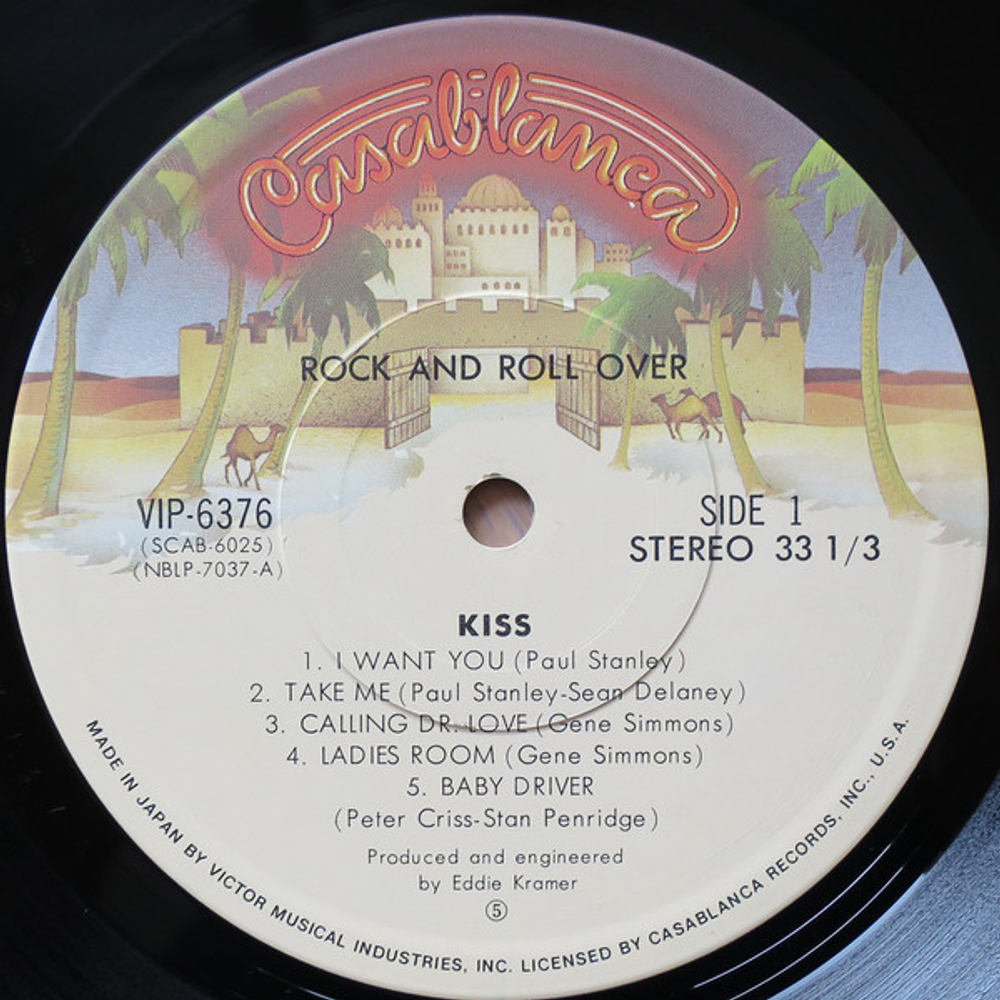 Casablanca
ROCK AND ROLL OVER
VIP-6376
(SCAB-6025)
(NBLP-7037-A)
SIDE 1
STEREO 33 1/3
KISS
1. I WANT YOU (Paul Stanley)
2. TAKE ME (Paul Stanley-Sean Delaney)
3. CALLING DR. LOVE (Gene Simmons)
4. LADIES ROOM (Gene Simmons)
5. BABY DRIVER
(Peter Criss-Stan Penridge)
Produced and engineered
by Eddie Kramer
⑤
MADE IN JAPAN BY VICTOR MUSICAL INDUSTRIES, INC. LICENSED BY CASABLANCA RECORDS, INC., U.S.A.